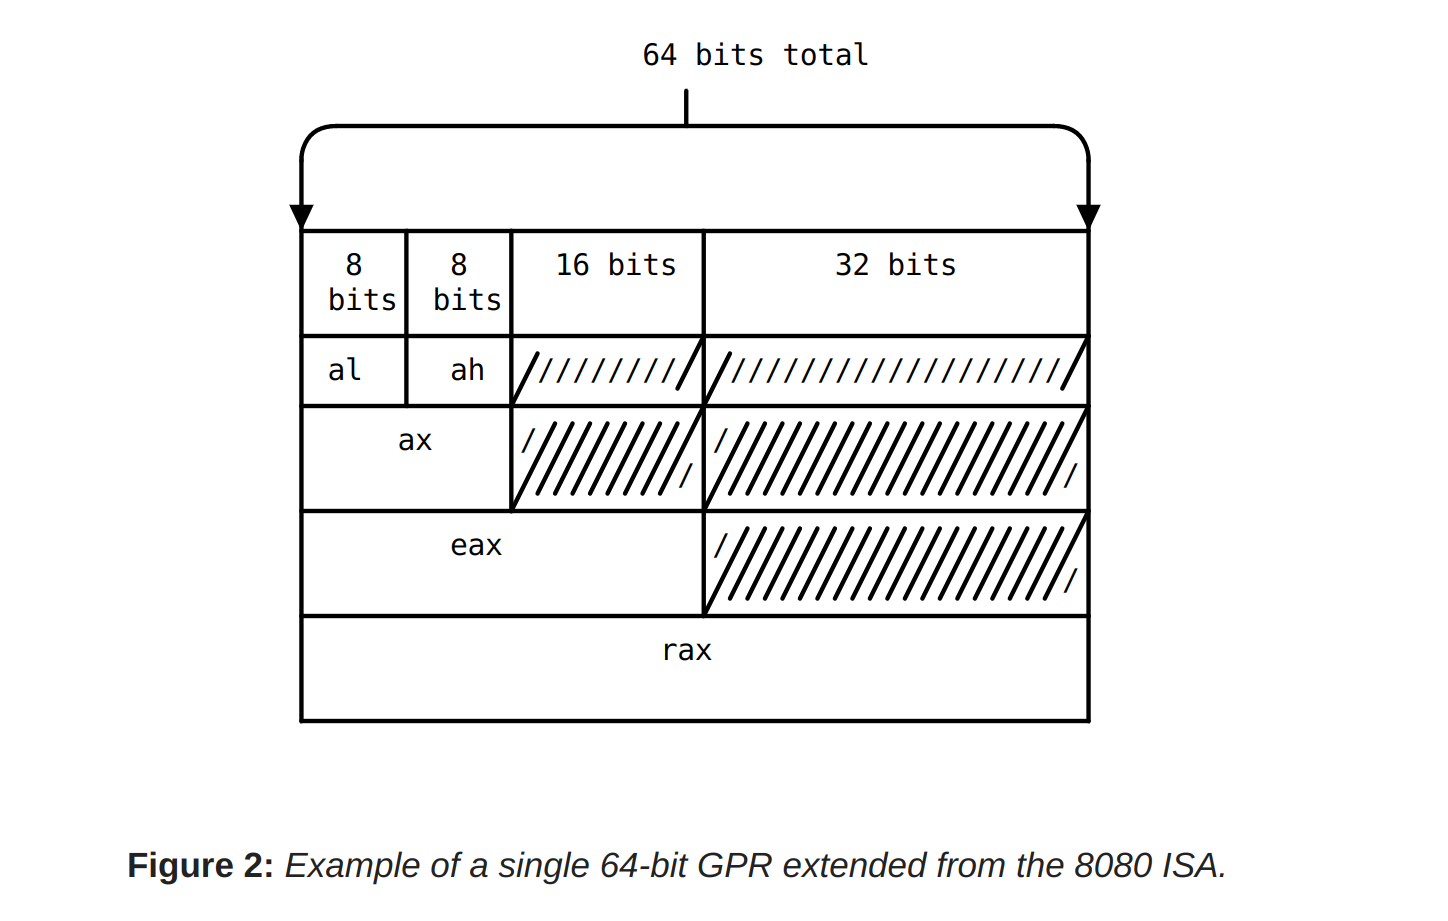 64 bits total
8 bits
8 bits
16 bits
32 bits
al
ah
ax
eax
rax
Figure 2: Example of a single 64-bit GPR extended from the 8080 ISA.